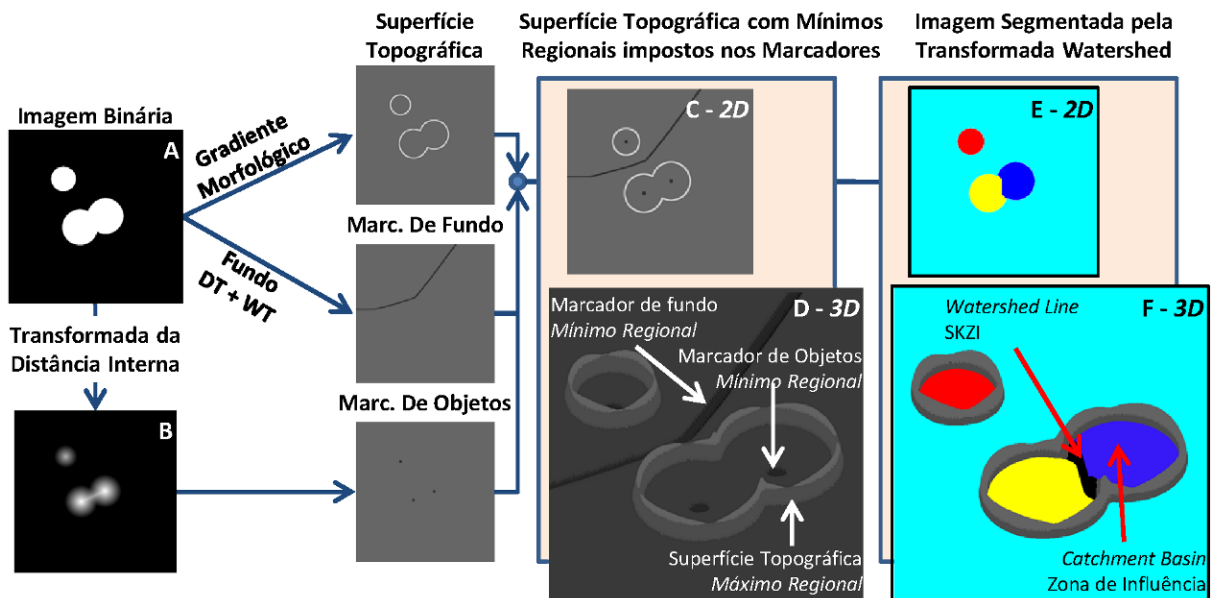 Superfície
Topográfica
Superfície Topográfica com Mínimos
Regionais impostos nos Marcadores
Imagem Segmentada pela
Transformada Watershed
Imagem Binária
A
Gradiente
Morfológico
Fundo
DT + WT
Marc. De Fundo
C - 2D
E - 2D
Transformada da
Distância Interna
B
Marc. De Objetos
Marcador de fundo
Mínimo Regional
D - 3D
Marcador de Objetos
Mínimo Regional
Superfície Topográfica
Máximo Regional
Watershed Line
SKZI
F - 3D
Catchment Basin
Zona de Influência